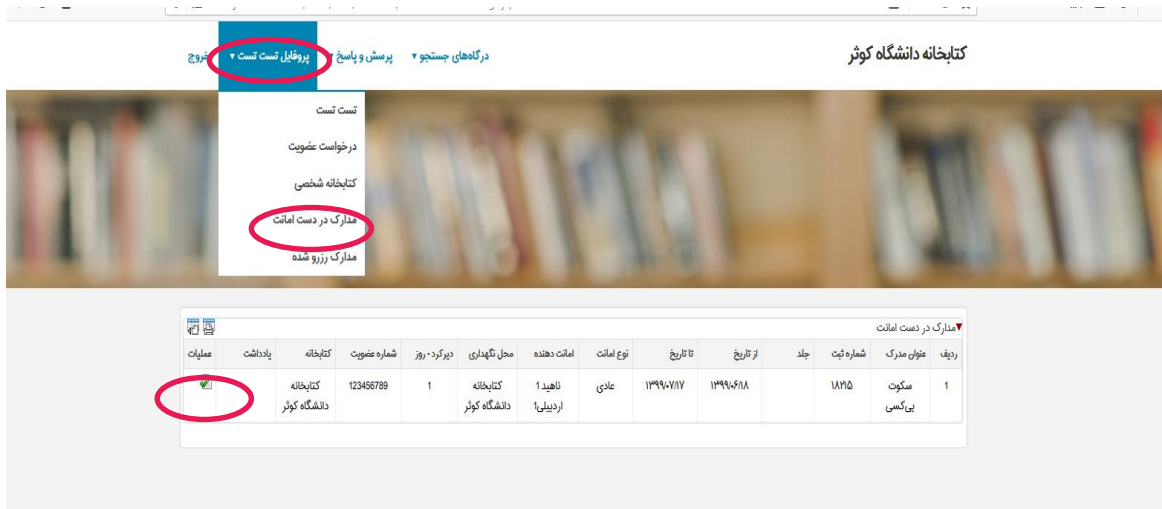 کتابخانه دانشگاه کوثر
درگاه‌های جستجو ▾ پرسش و پاسخ پروفایل تست تست ▾ خروج
تست تست
درخواست عضویت
کتابخانه شخصی
مدارک در دست امانت
مدارک رزرو شده
مدارک در دست امانت
ردیف عنوان مدرک شماره ثبت جلد از تاریخ تا تاریخ نوع امانت امانت دهنده محل نگهداری دیرکرد-روز شماره عضویت کتابخانه یادداشت عملیات
1 سکوت ۱۸۲۱۵ ۱۳۹۹/۰۶/۱۸ ۱۳۹۹/۰۷/۱۷ عادی ناهید 1 کتابخانه 1 123456789 کتابخانه
بی‌کسی اردبیلی1 دانشگاه کوثر دانشگاه کوثر